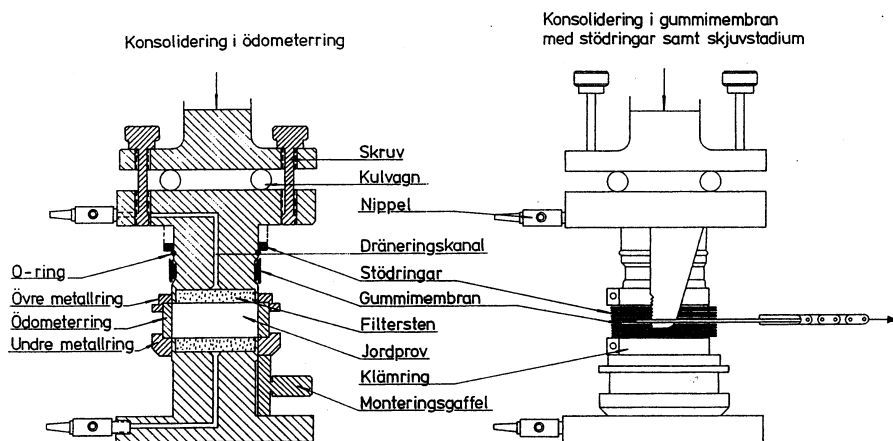 Konsolidering i ödometerring
Konsolidering i gummimembran
med stödringar samt skjuvstadium
Skruv
Kulvagn
Nippel
Dräneringskanal
O-ring
Stödringar
Övre metallring
Gummimembran
Ödometerring
Filtersten
Undre metallring
Jordprov
Klämring
Monteringsgaffel